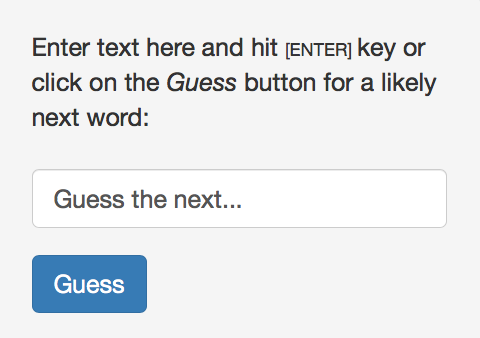 Enter text here and hit [ENTER] key or
click on the Guess button for a likely
next word:
Guess the next...
Guess